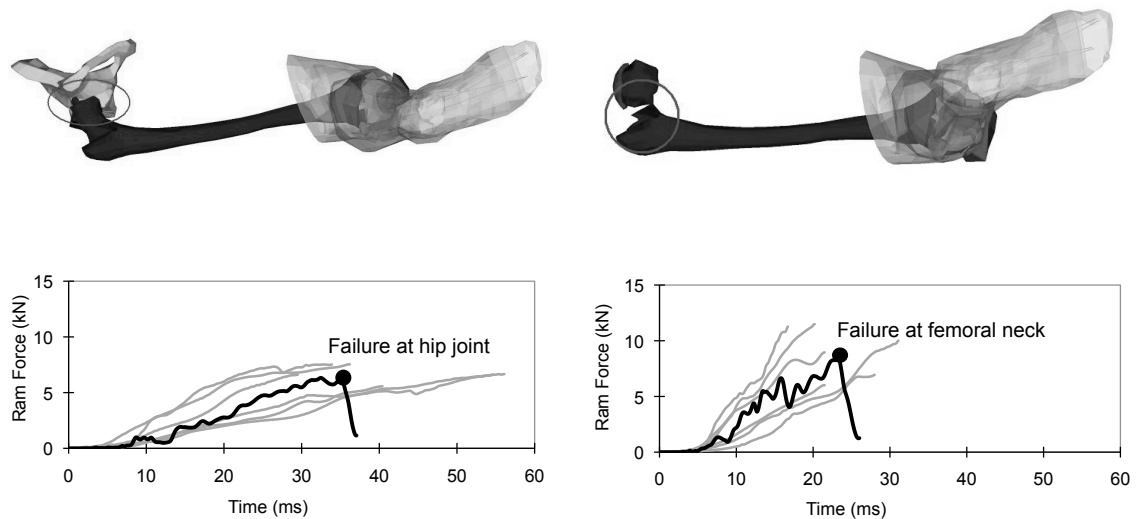 15
10
5
0
Ram Force (kN)
Failure at hip joint
0 10 20 30 40 50 60
Time (ms)
15
10
5
0
Ram Force (kN)
Failure at femoral neck
0 10 20 30 40 50 60
Time (ms)